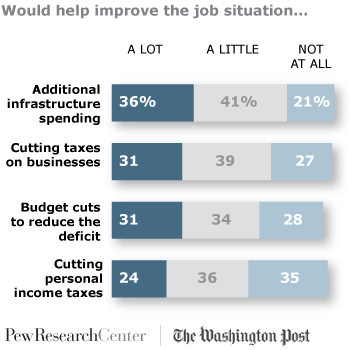 Would help improve the job situation...
A LOT A LITTLE NOT
AT ALL
Additional
infrastructure
spending
36% 41% 21%
Cutting taxes
on businesses
31 39 27
Budget cuts
to reduce the
deficit
31 34 28
Cutting
personal
income taxes
24 36 35
PewResearchCenter The Washington Post